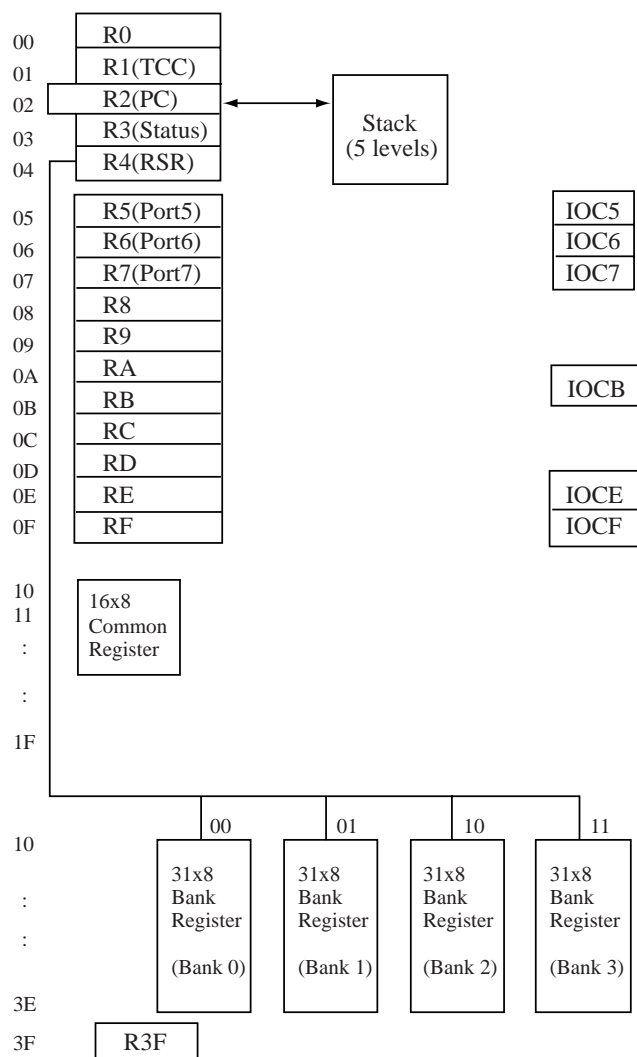 00 R0
01 R1(TCC)
02 R2(PC)
03 R3(Status)
04 R4(RSR)
Stack
(5 levels)
05 R5(Port5) IOC5
06 R6(Port6) IOC6
07 R7(Port7) IOC7
08 R8
09 R9
0A RA IOCB
0B RB
0C RC
0D RD
0E RE IOCE
0F RF IOCF
10
11
:
:
1F
16x8
Common
Register
00 01 10 11
10
:
:
3E
31x8
Bank
Register
(Bank 0)
31x8
Bank
Register
(Bank 1)
31x8
Bank
Register
(Bank 2)
31x8
Bank
Register
(Bank 3)
3F R3F